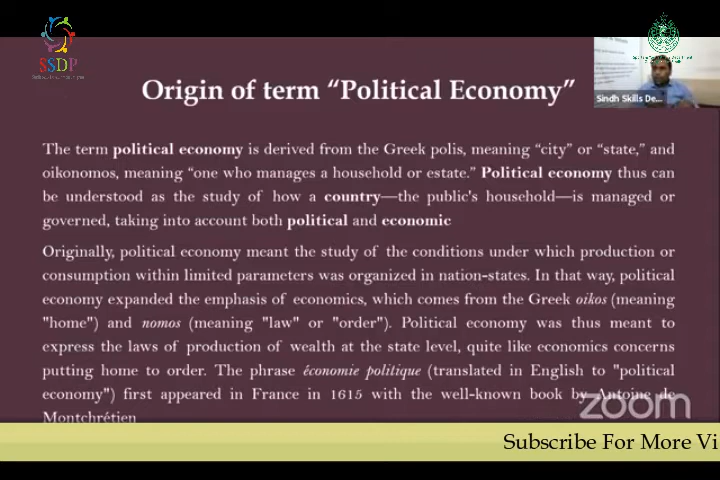 SSDP
Origin of term “Political Economy”
Sindh Skills De...
The term political economy is derived from the Greek polis, meaning “city” or “state,” and
oikonomos, meaning “one who manages a household or estate.” Political economy thus can
be understood as the study of how a country—the public's household—is managed or
governed, taking into account both political and economic
Originally, political economy meant the study of the conditions under which production or
consumption within limited parameters was organized in nation-states. In that way, political
economy expanded the emphasis of economics, which comes from the Greek oikos (meaning
"home") and nomos (meaning "law" or "order"). Political economy was thus meant to
express the laws of production of wealth at the state level, quite like economics concerns
putting home to order. The phrase économie politique (translated in English to "political
economy") first appeared in France in 1615 with the well-known book by Antoine de
Montchrétien
zoom
Subscribe For More Vi